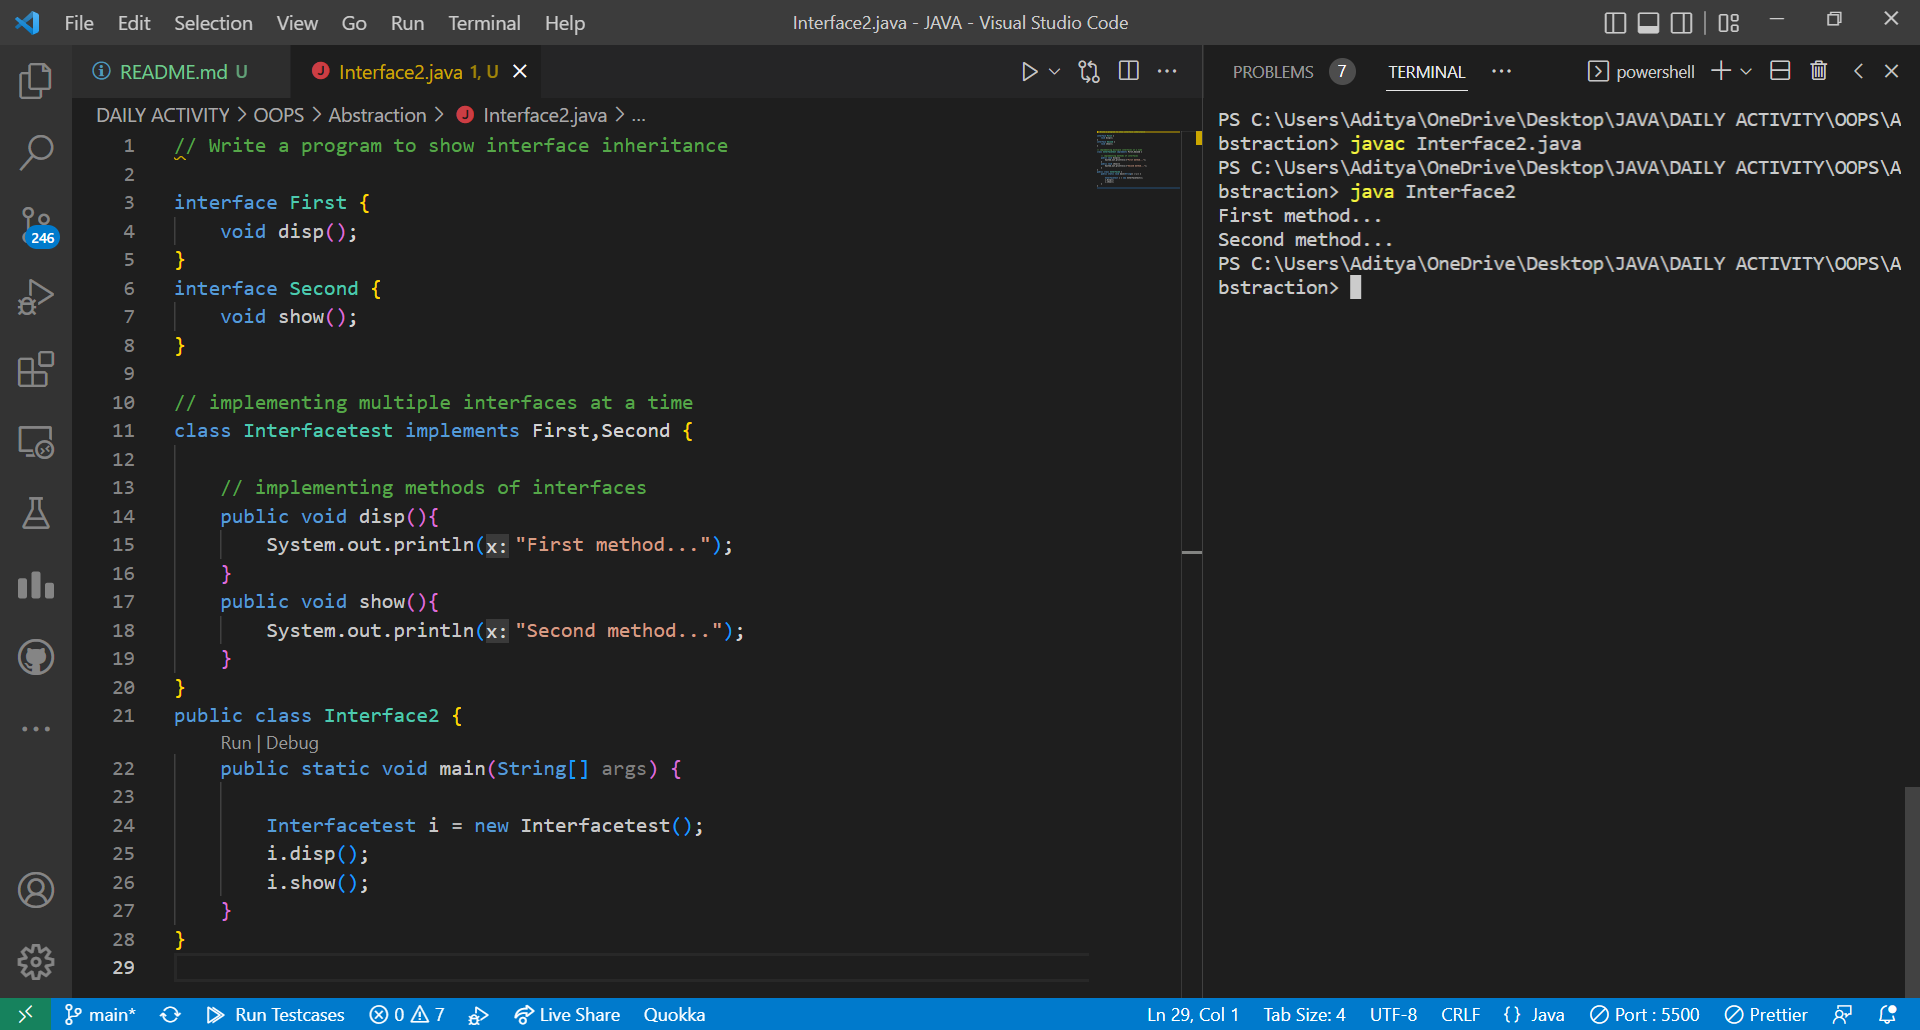 File Edit Selection View Go Run Terminal Help
Interface2.java - JAVA - Visual Studio Code
README.md U
Interface2.java 1, U
DAILY ACTIVITY > OOPS > Abstraction > Interface2.java > ...
1 // Write a program to show interface inheritance
2
3 interface First {
4     void disp();
5 }
6 interface Second {
7     void show();
8 }
9
10 // implementing multiple interfaces at a time
11 class Interfacetest implements First,Second {
12
13     // implementing methods of interfaces
14     public void disp(){
15         System.out.println(x: "First method...");
16     }
17     public void show(){
18         System.out.println(x: "Second method...");
19     }
20 }
21 public class Interface2 {
Run | Debug
22     public static void main(String[] args) {
23
24         Interfacetest i = new Interfacetest();
25         i.disp();
26         i.show();
27     }
28 }
29
PROBLEMS 7 TERMINAL ... powershell
PS C:\Users\Aditya\OneDrive\Desktop\JAVA\DAILY ACTIVITY\OOPS\A
bstraction> javac Interface2.java
PS C:\Users\Aditya\OneDrive\Desktop\JAVA\DAILY ACTIVITY\OOPS\A
bstraction> java Interface2
First method...
Second method...
PS C:\Users\Aditya\OneDrive\Desktop\JAVA\DAILY ACTIVITY\OOPS\A
bstraction>
246
main* Run Testcases 0 7 Live Share Quokka Ln 29, Col 1 Tab Size: 4 UTF-8 CRLF {} Java Port : 5500 Prettier